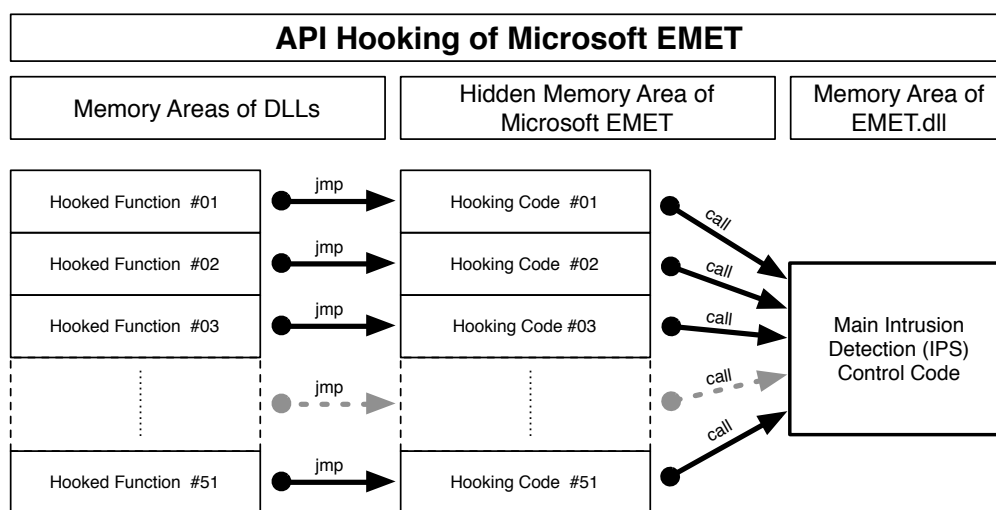 API Hooking of Microsoft EMET
Memory Areas of DLLs
Hidden Memory Area of
Microsoft EMET
Memory Area of
EMET.dll
Hooked Function #01
jmp
Hooking Code #01
call
Hooked Function #02
jmp
Hooking Code #02
call
Hooked Function #03
jmp
Hooking Code #03
call
Main Intrusion
Detection (IPS)
Control Code
jmp
call
Hooked Function #51
jmp
Hooking Code #51
call